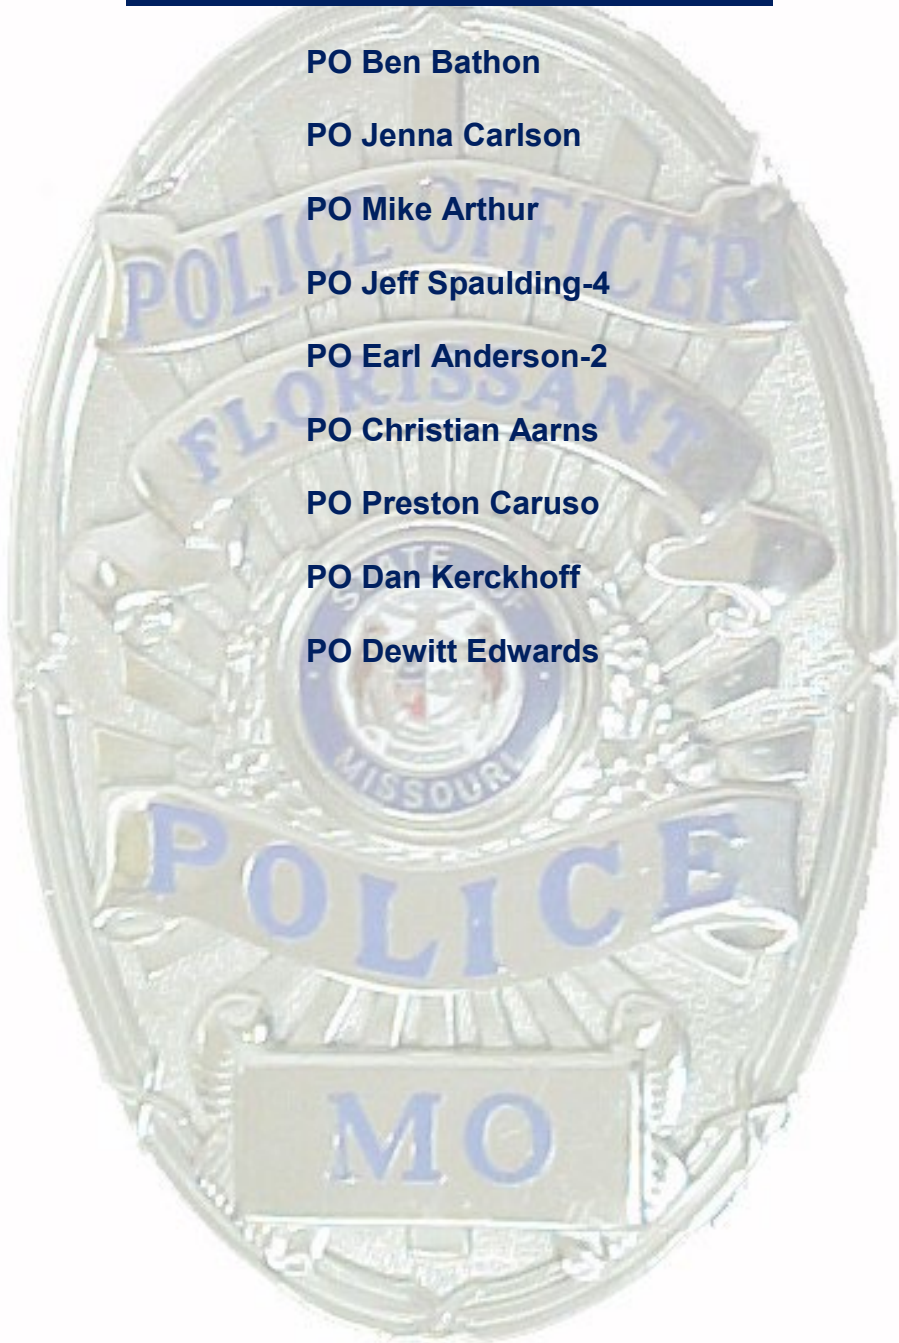 PO Ben Bathon
PO Jenna Carlson
PO Mike Arthur
POLICE OFFICER
PO Jeff Spaulding-4
PO Earl Anderson-2
FLORISSANT
PO Christian Aarns
PO Preston Caruso
STATE OF
PO Dan Kerckhoff
PO Dewitt Edwards
MISSOURI
POLICE
MO